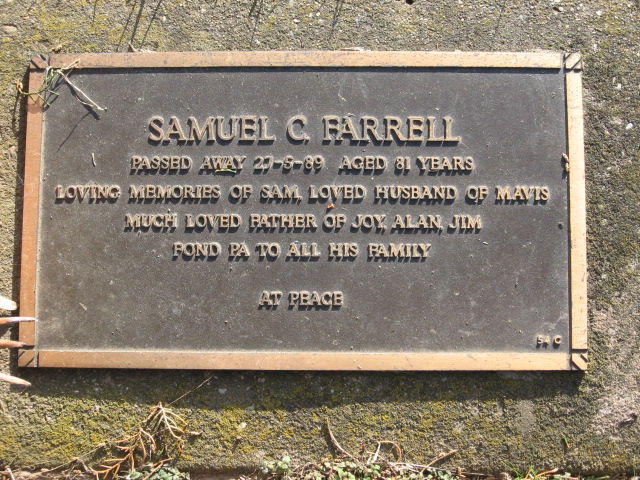 SAMUEL C. FARRELL
PASSED AWAY 27-5-89 AGED 81 YEARS
LOVING MEMORIES OF SAM, LOVED HUSBAND OF MAVIS
MUCH LOVED FATHER OF JOY, ALAN, JIM
FOND PA TO ALL HIS FAMILY
AT PEACE